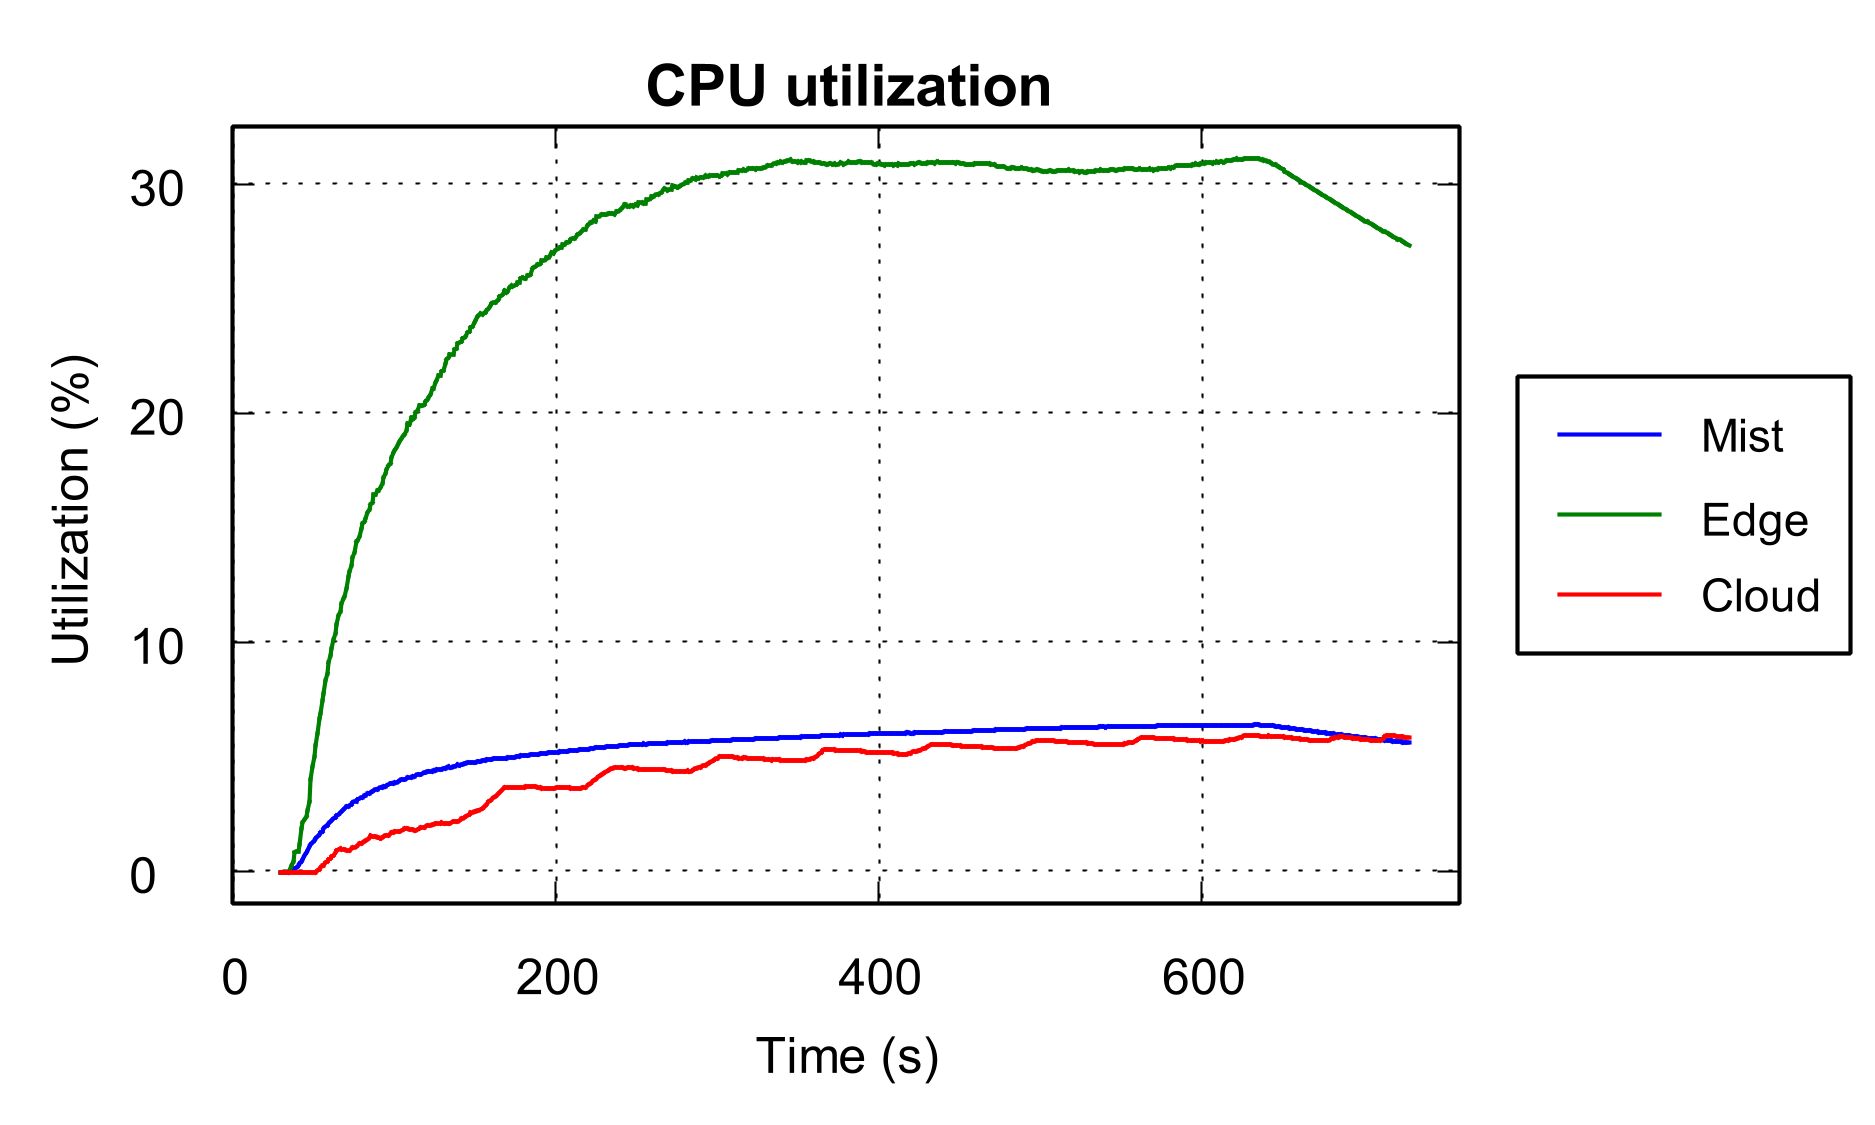 CPU utilization
Utilization (%)
30
20
10
0
0 200 400 600
Time (s)
Mist
Edge
Cloud